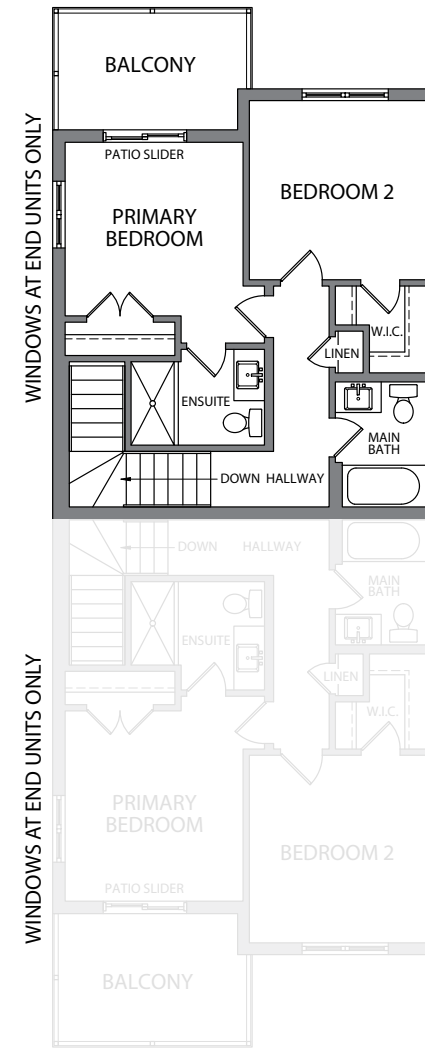 BALCONY
WINDOWS AT END UNITS ONLY
PATIO SLIDER
PRIMARY
BEDROOM
BEDROOM 2
W.I.C.
LINEN
ENSUITE
MAIN
BATH
DOWN HALLWAY
DOWN HALLWAY
MAIN
BATH
ENSUITE
LINEN
W.I.C.
WINDOWS AT END UNITS ONLY
PRIMARY
BEDROOM
BEDROOM 2
PATIO SLIDER
BALCONY